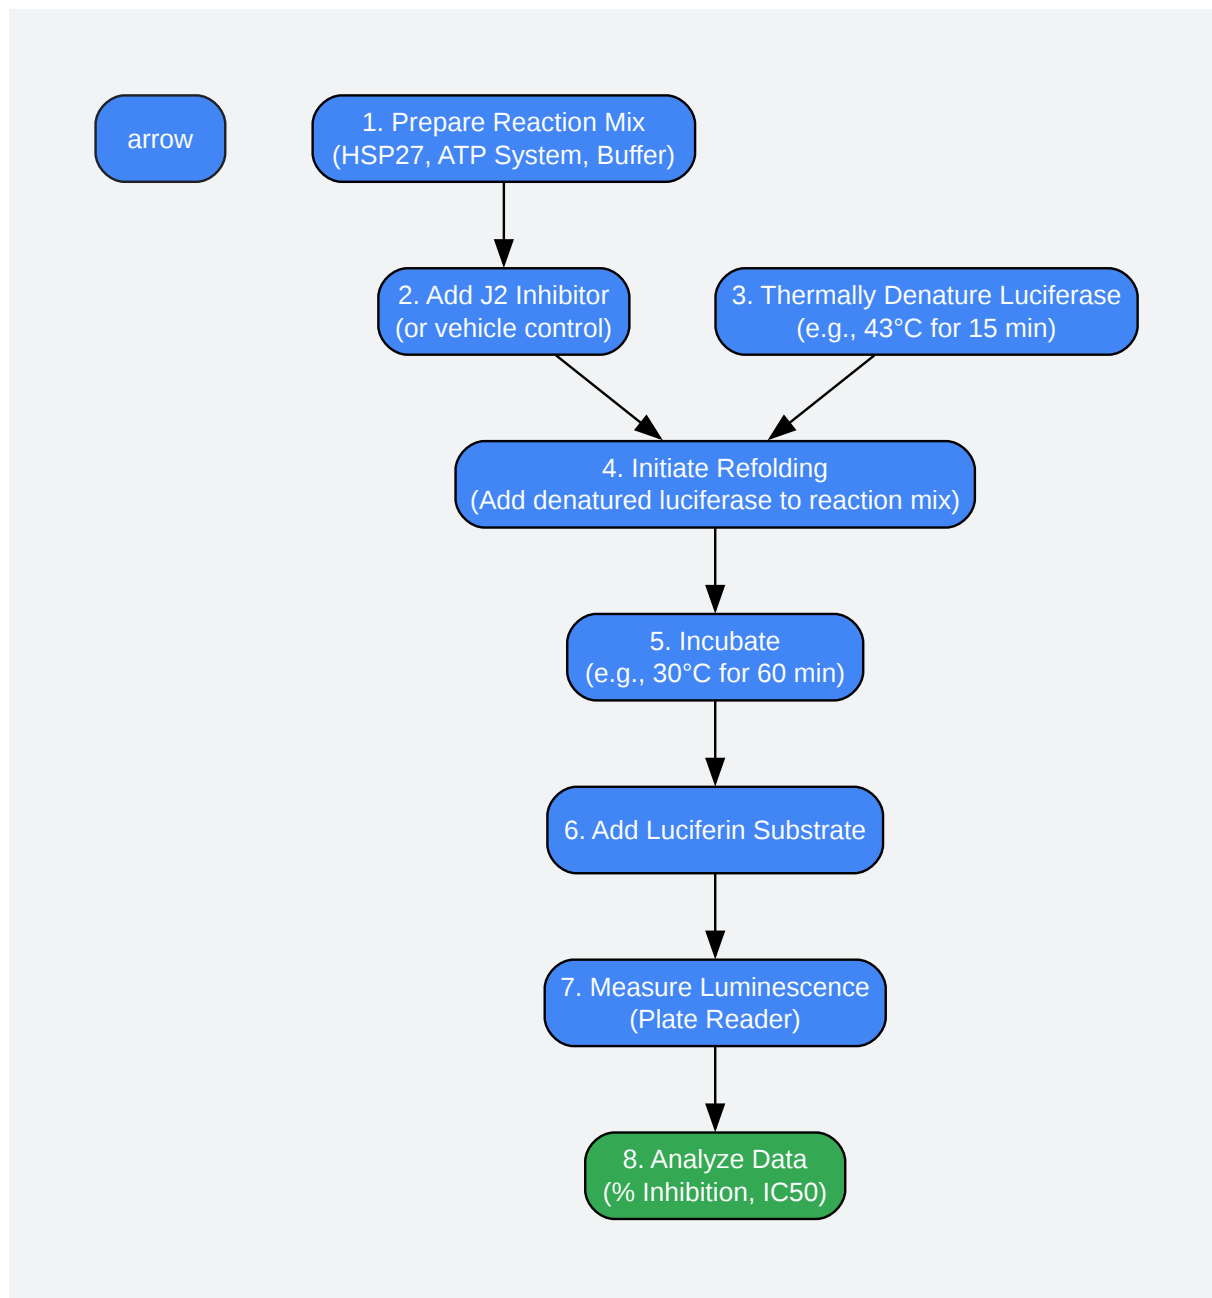 arrow
1. Prepare Reaction Mix
(HSP27, ATP System, Buffer)
2. Add J2 Inhibitor
(or vehicle control)
3. Thermally Denature Luciferase
(e.g., 43°C for 15 min)
4. Initiate Refolding
(Add denatured luciferase to reaction mix)
5. Incubate
(e.g., 30°C for 60 min)
6. Add Luciferin Substrate
7. Measure Luminescence
(Plate Reader)
8. Analyze Data
(% Inhibition, IC50)